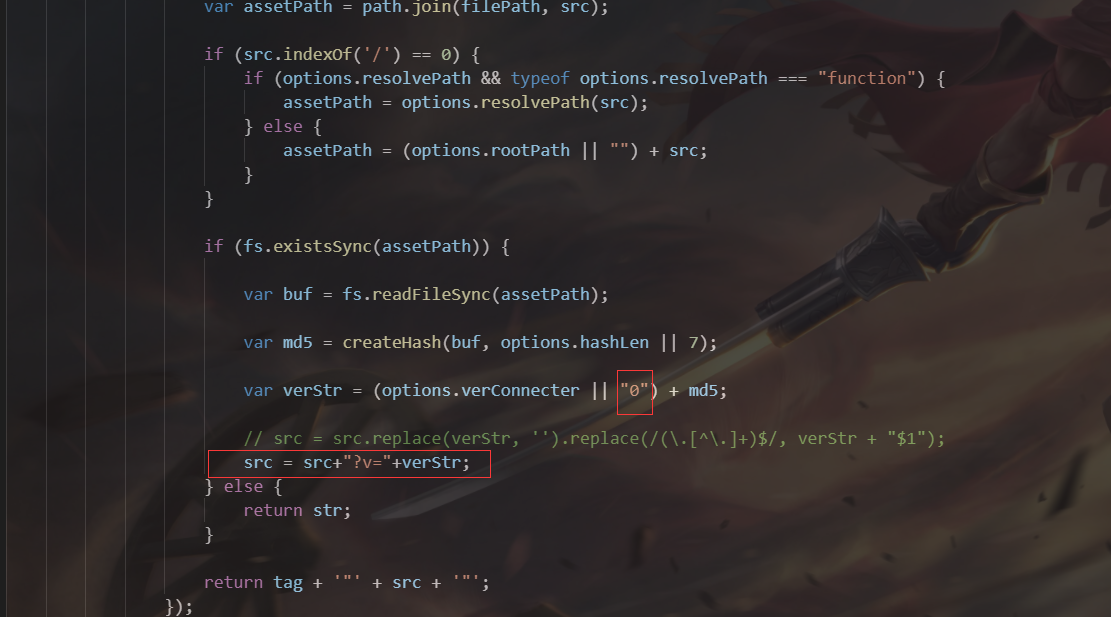 var assetPath = path.join(filePath, src);
if (src.indexOf('/') == 0) {
if (options.resolvePath && typeof options.resolvePath === "function") {
assetPath = options.resolvePath(src);
} else {
assetPath = (options.rootPath || "") + src;
}
}
if (fs.existsSync(assetPath)) {
var buf = fs.readFileSync(assetPath);
var md5 = createHash(buf, options.hashLen || 7);
var verStr = (options.verConnecter || "0") + md5;
// src = src.replace(verStr, '').replace(/(\.[^\.]+)$/, verStr + "$1");
src = src+"?v="+verStr;
} else {
return str;
}
return tag + '"' + src + '"';
});